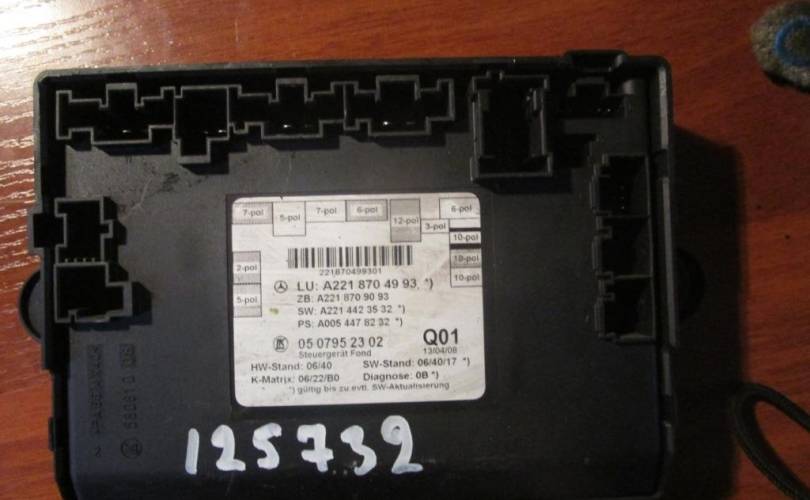 7-pol 5-pol 7-pol 6-pol 12-pol 3-pol 6-pol
10-pol
2-pol 10-pol
5-pol 10-pol
221870499301
LU: A221 870 49 93 *)
ZB: A221 870 90 93
SW: A221 442 35 32 *)
PS: A005 447 82 32 *)
05 0795 23 02 Q01
Steuergerät Fond 13/04/08
HW-Stand: 06/40 SW-Stand: 06/40/17 *)
K-Matrix: 06/22/B0 Diagnose: 0B *)
*) gültig bis zu evtl. SW-Aktualisierung
125732